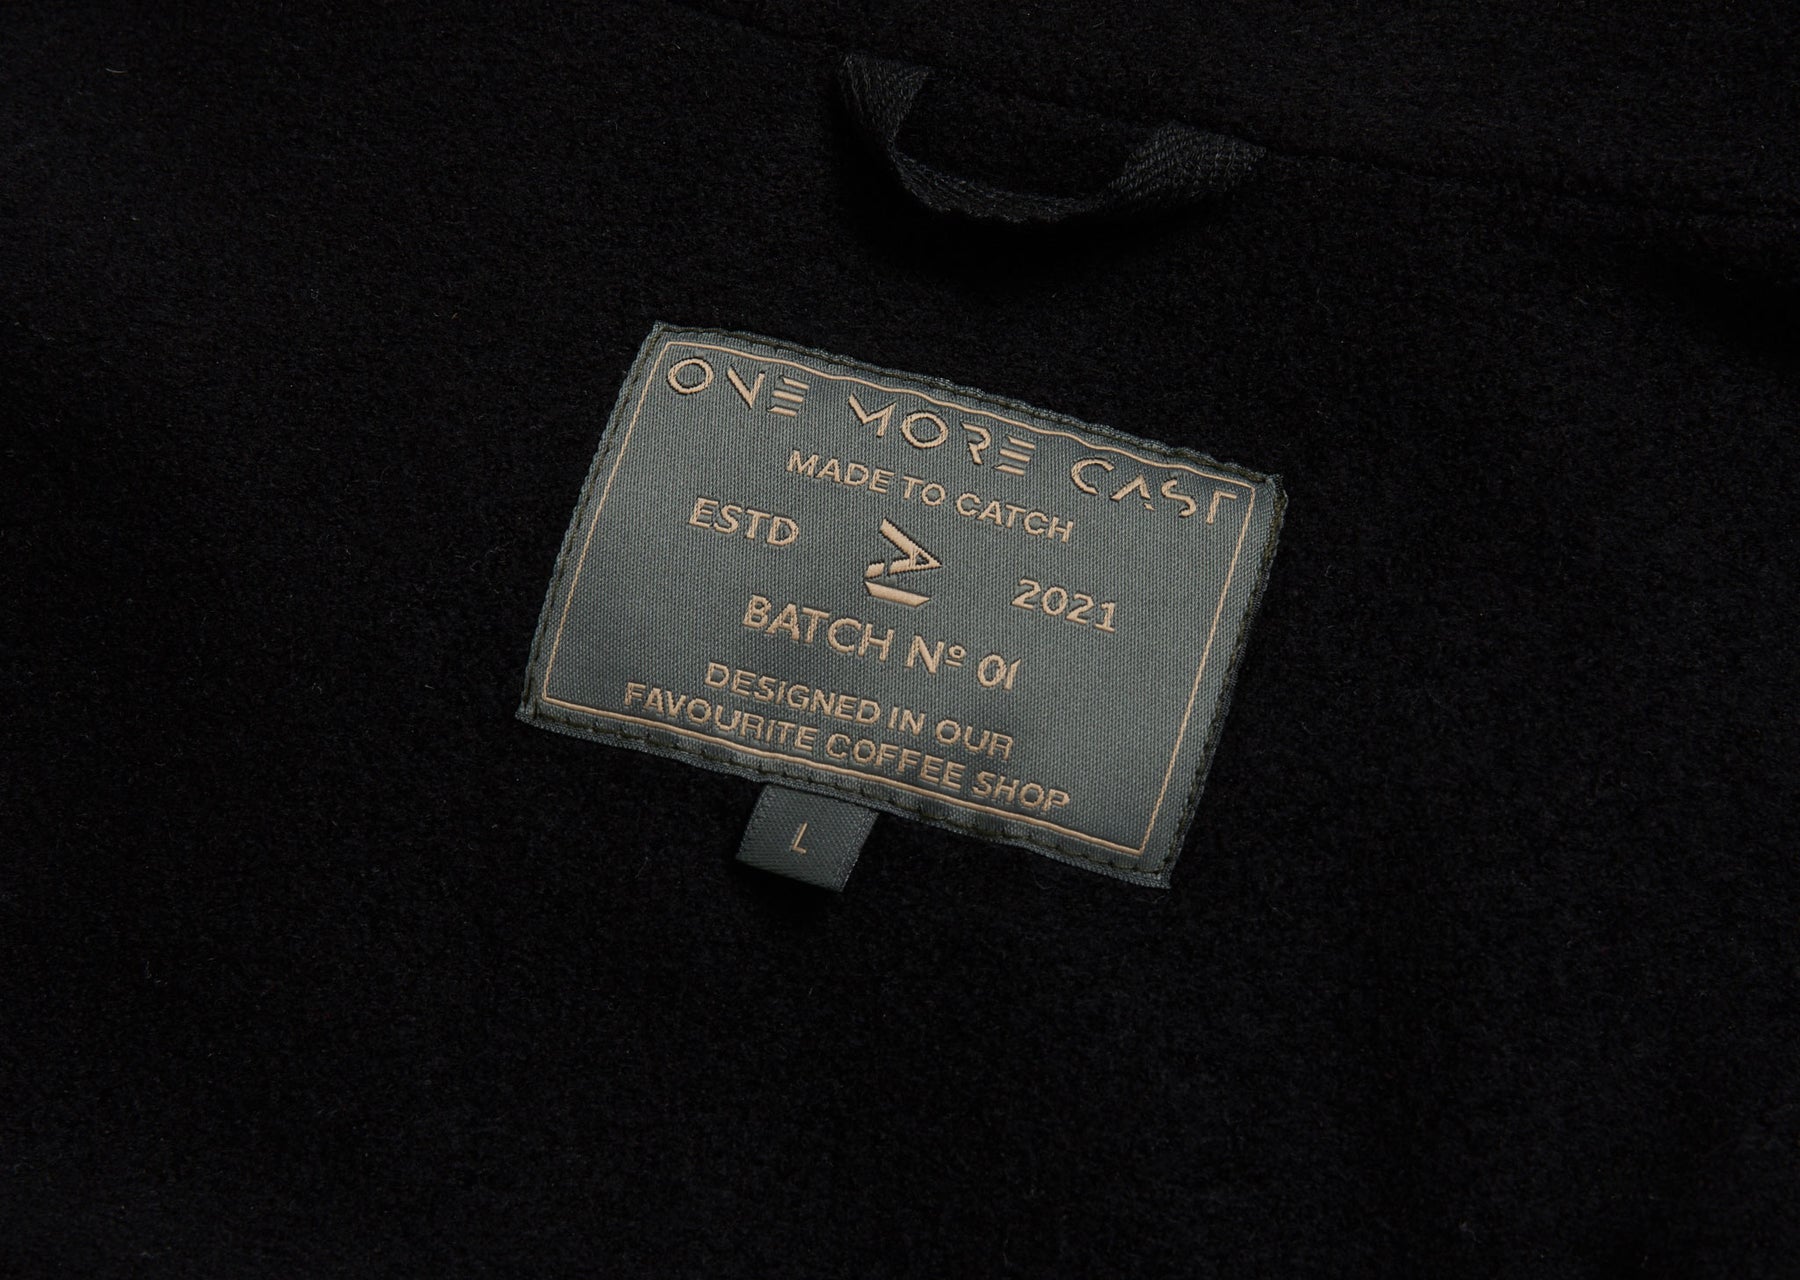 ONE MORE CAST
MADE TO CATCH
ESTD 2021
BATCH Nº 01
DESIGNED IN OUR
FAVOURITE COFFEE SHOP
L